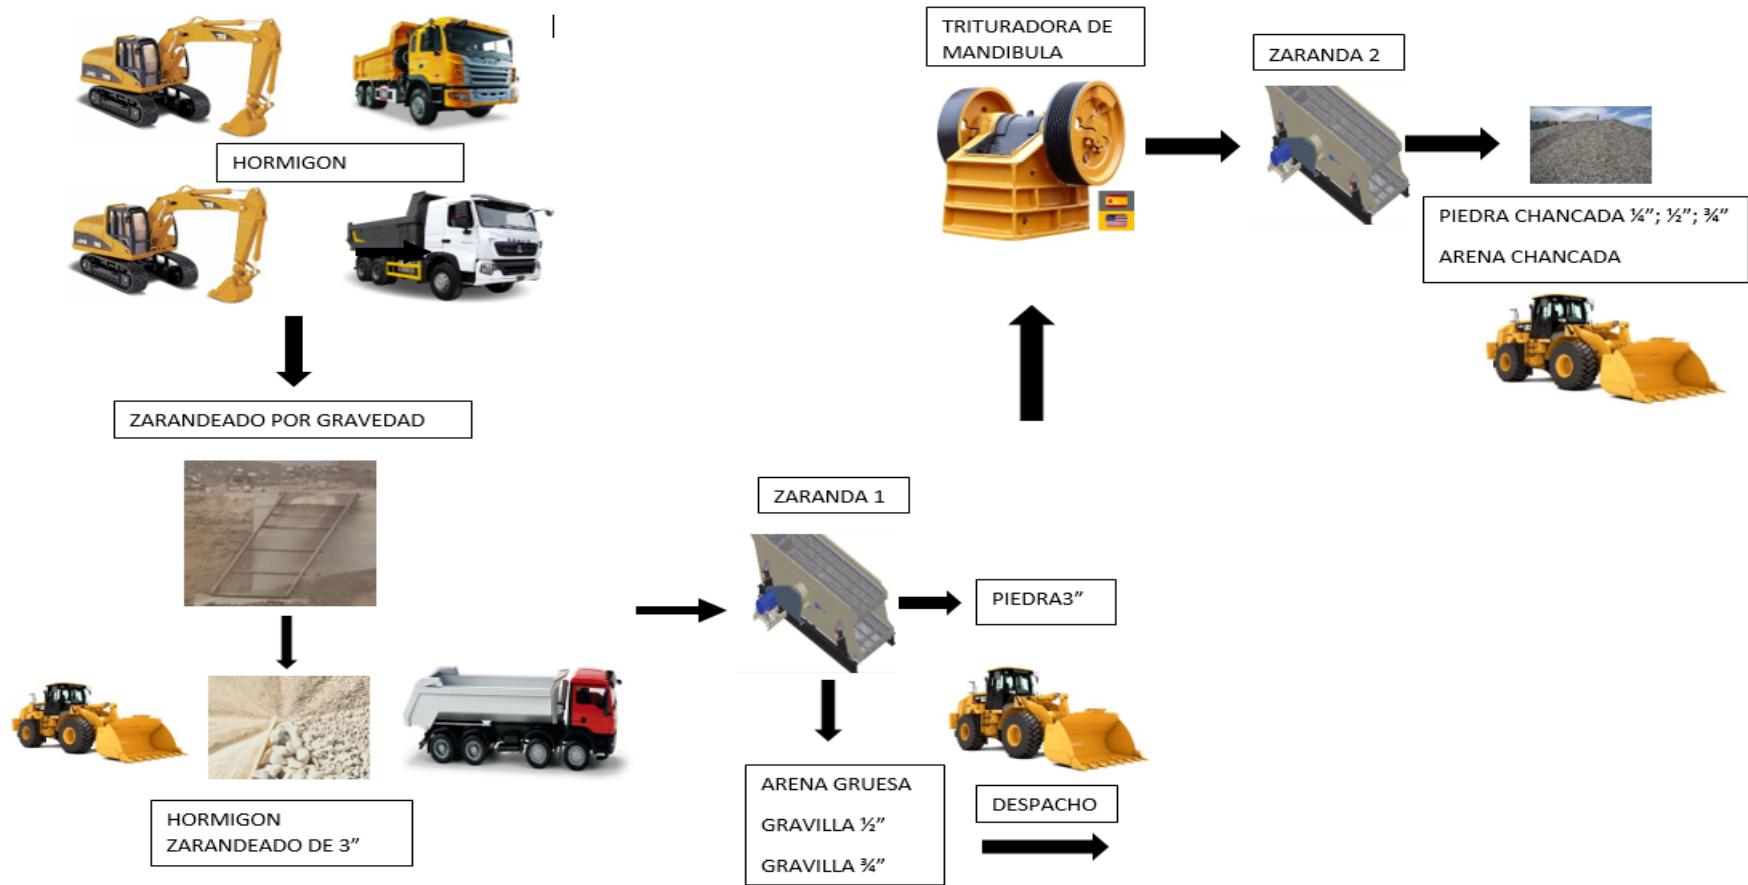 HORMIGON
ZARANDEADO POR GRAVEDAD
HORMIGON
ZARANDEADO DE 3”
ZARANDA 1
PIEDRA3”
ARENA GRUESA
GRAVILLA ½”
GRAVILLA ¾”
DESPACHO
TRITURADORA DE
MANDIBULA
ZARANDA 2
PIEDRA CHANCADA ¼”; ½”; ¾”
ARENA CHANCADA